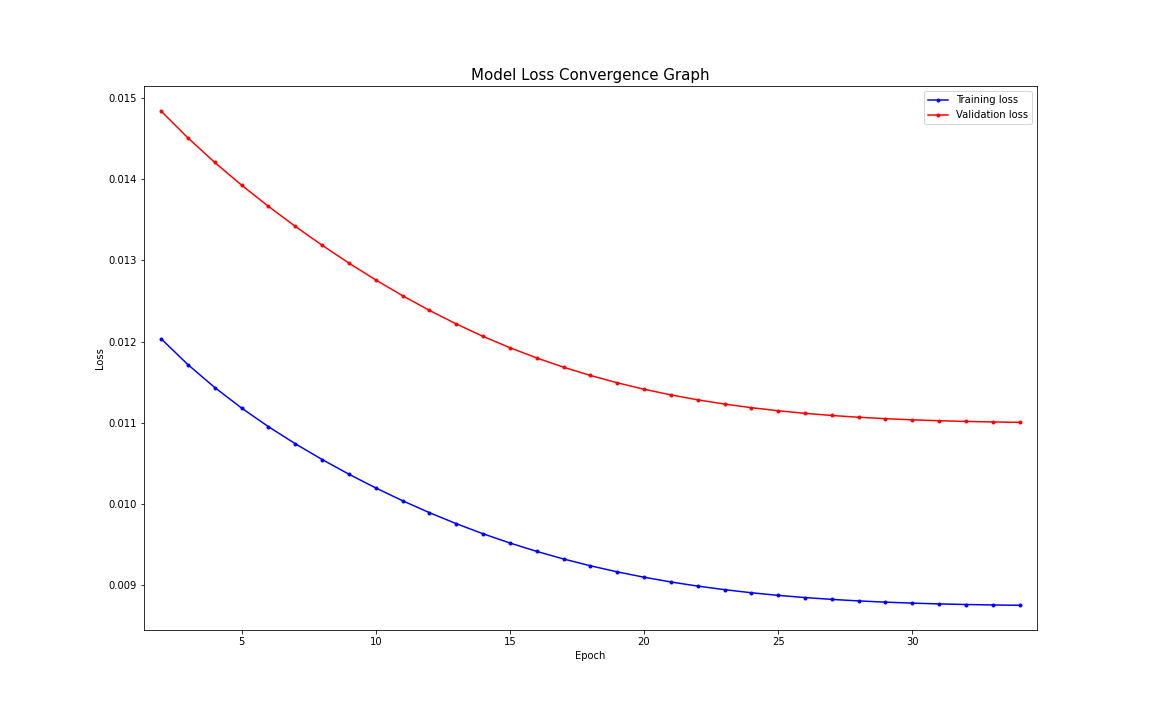 Model Loss Convergence Graph
Training loss
Validation loss
0.015
0.014
0.013
0.012
0.011
0.010
0.009
Loss
5 10 15 20 25 30
Epoch